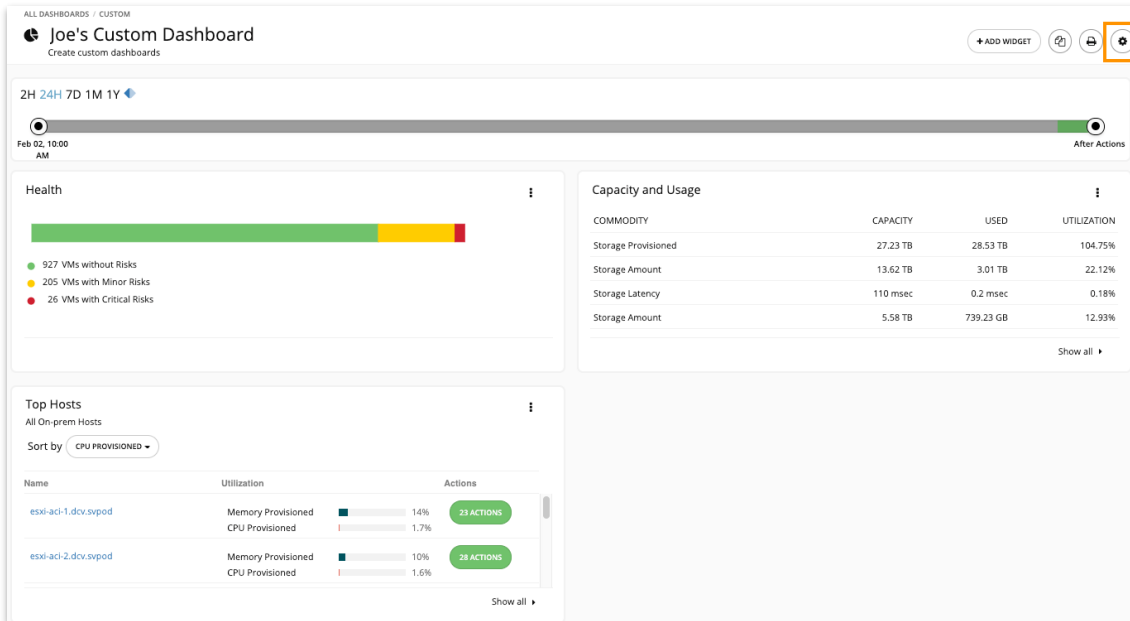 ALL DASHBOARDS / CUSTOM
Joe's Custom Dashboard
Create custom dashboards
+ ADD WIDGET
2H 24H 7D 1M 1Y
Feb 02, 10:00
AM
After Actions
Health
927 VMs without Risks
205 VMs with Minor Risks
26 VMs with Critical Risks
Capacity and Usage
COMMODITY CAPACITY USED UTILIZATION
Storage Provisioned 27.23 TB 28.53 TB 104.75%
Storage Amount 13.62 TB 3.01 TB 22.12%
Storage Latency 110 msec 0.2 msec 0.18%
Storage Amount 5.58 TB 739.23 GB 12.93%
Show all
Top Hosts
All On-prem Hosts
Sort by CPU PROVISIONED
Name Utilization Actions
esxi-aci-1.dcv.svpod Memory Provisioned 14% 23 ACTIONS
CPU Provisioned 1.7%
esxi-aci-2.dcv.svpod Memory Provisioned 10% 28 ACTIONS
CPU Provisioned 1.6%
Show all